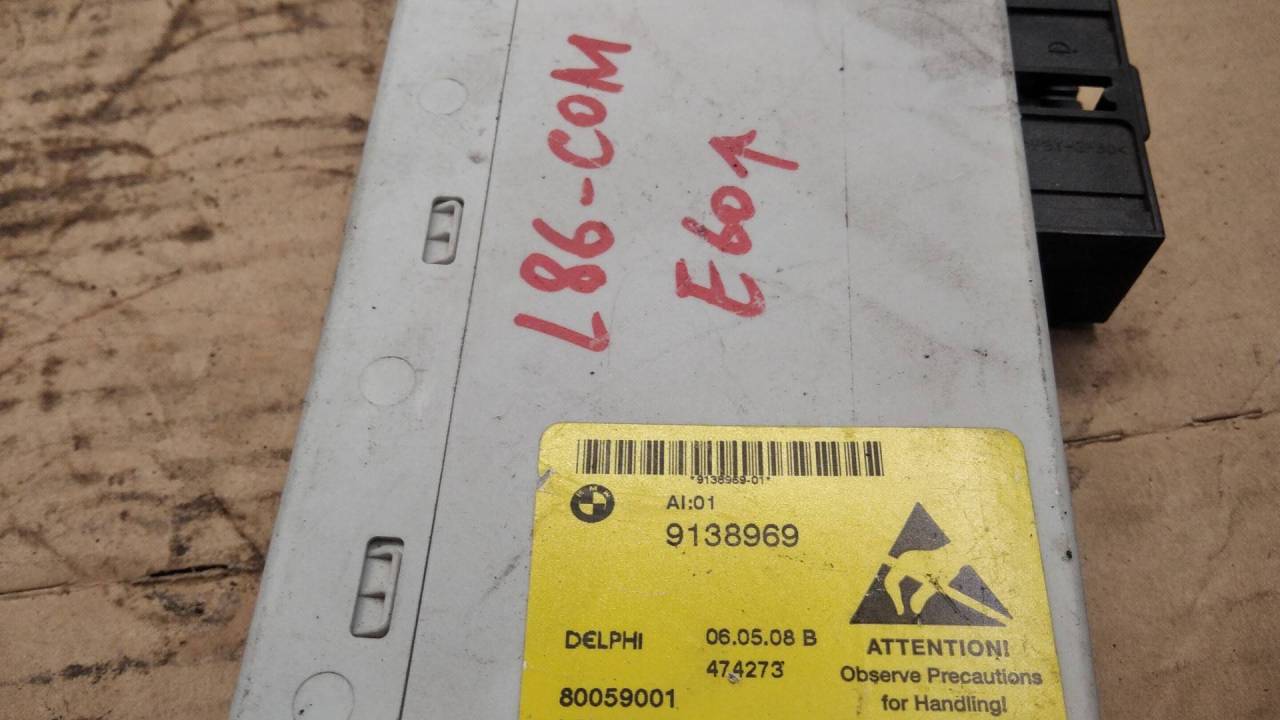 L86-COM
E60↑
*9138969-01*
BMW
AI:01
9138969
DELPHI
06.05.08 B
474273
80059001
ATTENTION!
Observe Precautions
for Handling!